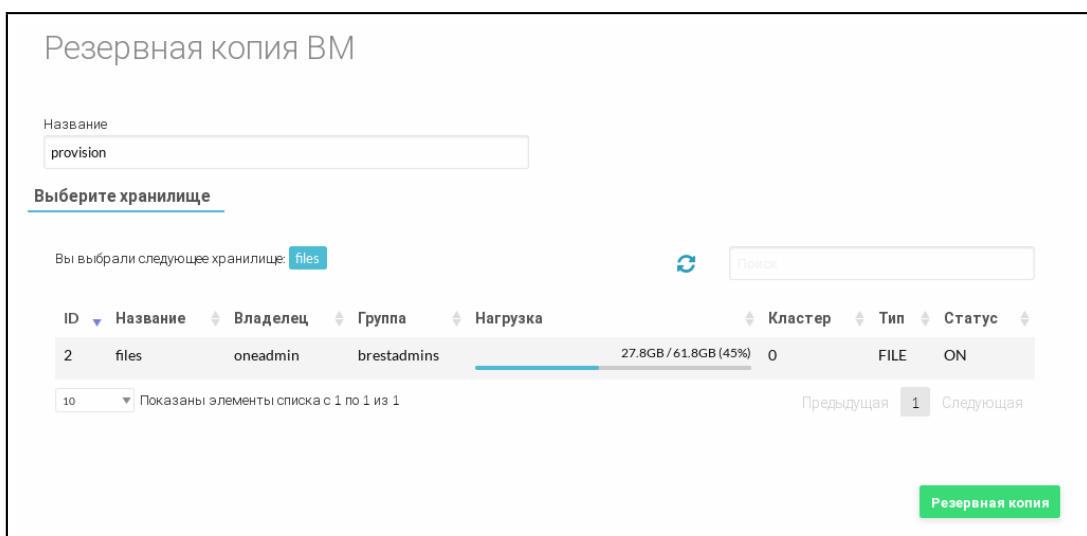 Резервная копия ВМ
Название
provision
Выберите хранилище
Вы выбрали следующее хранилище: files
Поиск
ID Название Владелец Группа Нагрузка Кластер Тип Статус
2 files oneadmin brestadmins 27.8GB / 61.8GB (45%) 0 FILE ON
10 Показаны элементы списка с 1 по 1 из 1 Предыдущая 1 Следующая
Резервная копия